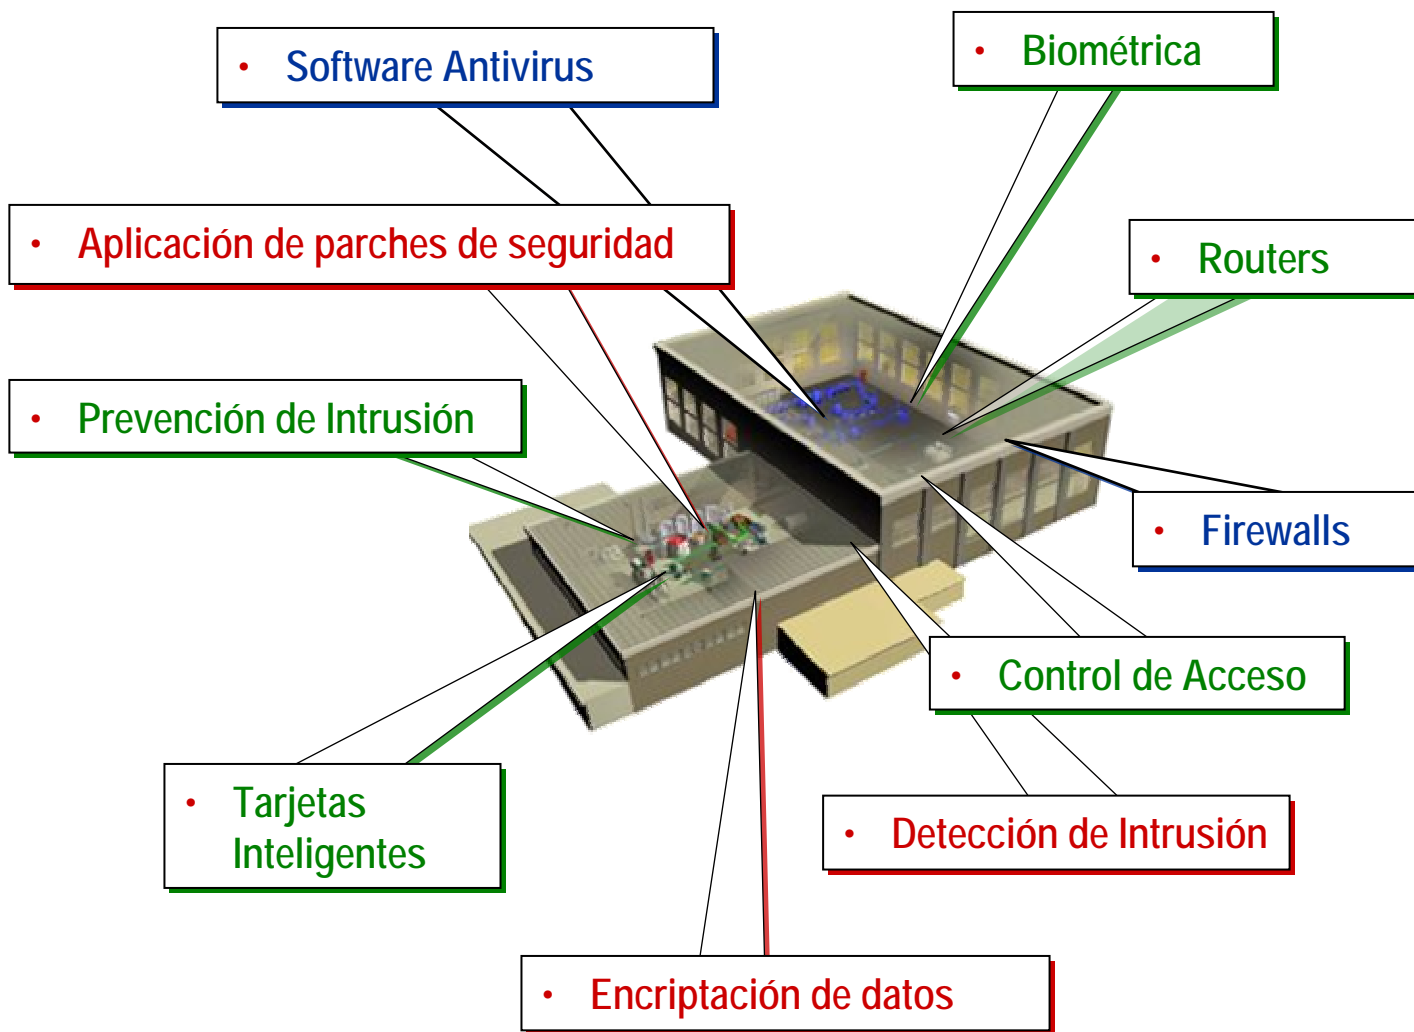 • Software Antivirus
• Biométrica
• Aplicación de parches de seguridad
• Routers
• Prevención de Intrusión
• Firewalls
• Control de Acceso
• Tarjetas
Inteligentes
• Detección de Intrusión
• Encriptación de datos